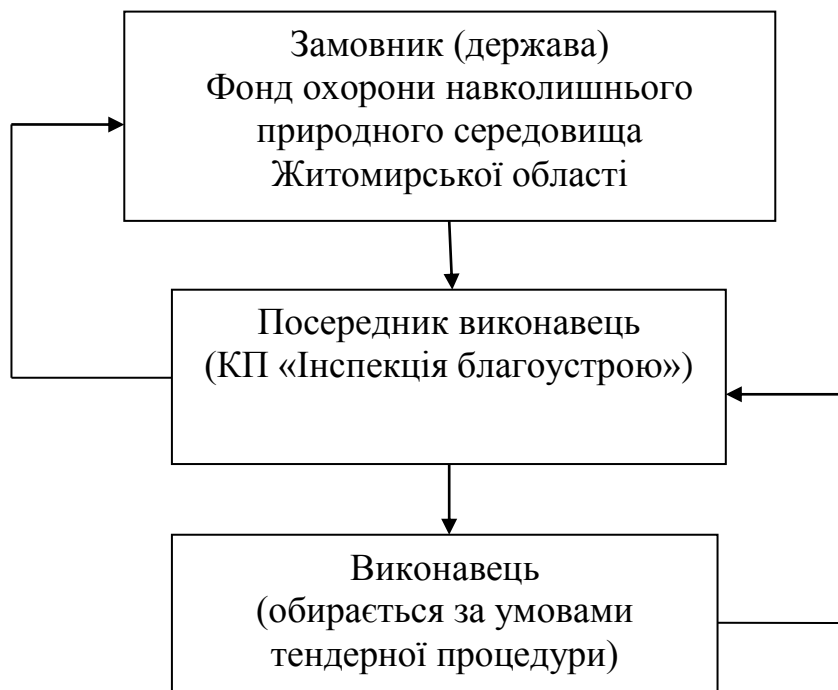 Замовник (держава)
Фонд охорони навколишнього
природного середовища
Житомирської області
Посередник виконавець
(КП «Інспекція благоустрою»)
Виконавець
(обирається за умовами
тендерної процедури)